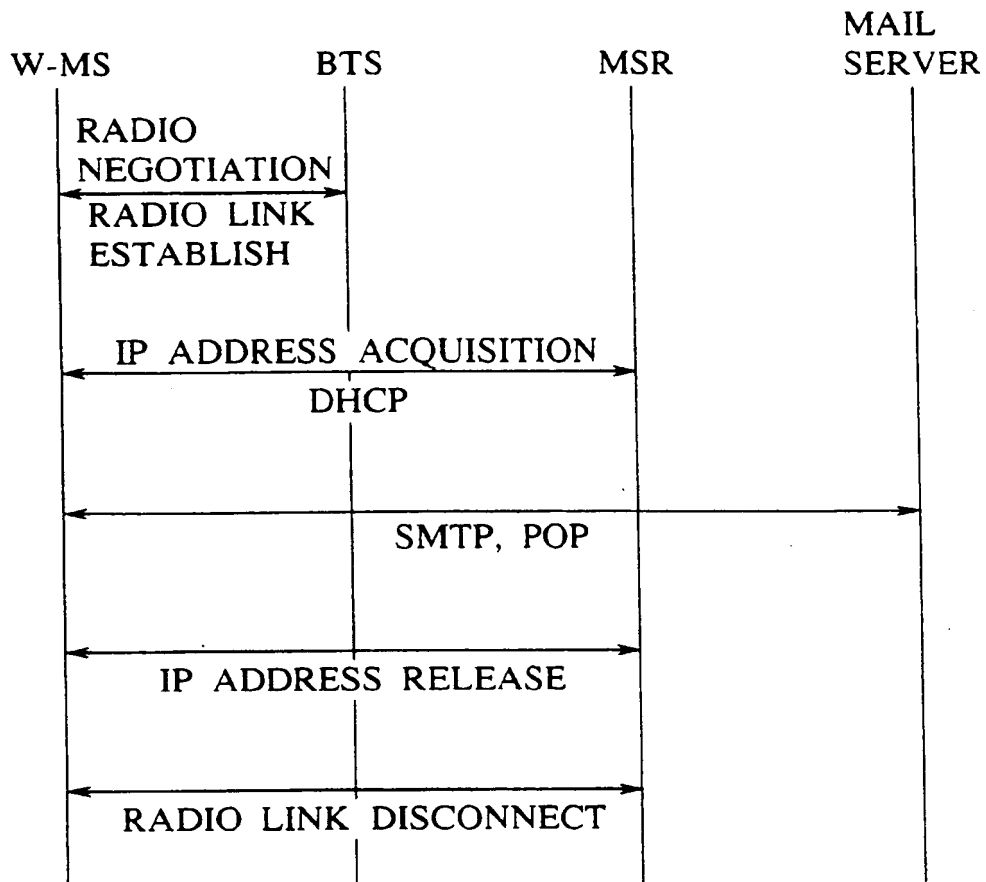 MAIL
W-MS BTS MSR SERVER
RADIO
NEGOTIATION
RADIO LINK
ESTABLISH
IP ADDRESS ACQUISITION
DHCP
SMTP, POP
IP ADDRESS RELEASE
RADIO LINK DISCONNECT